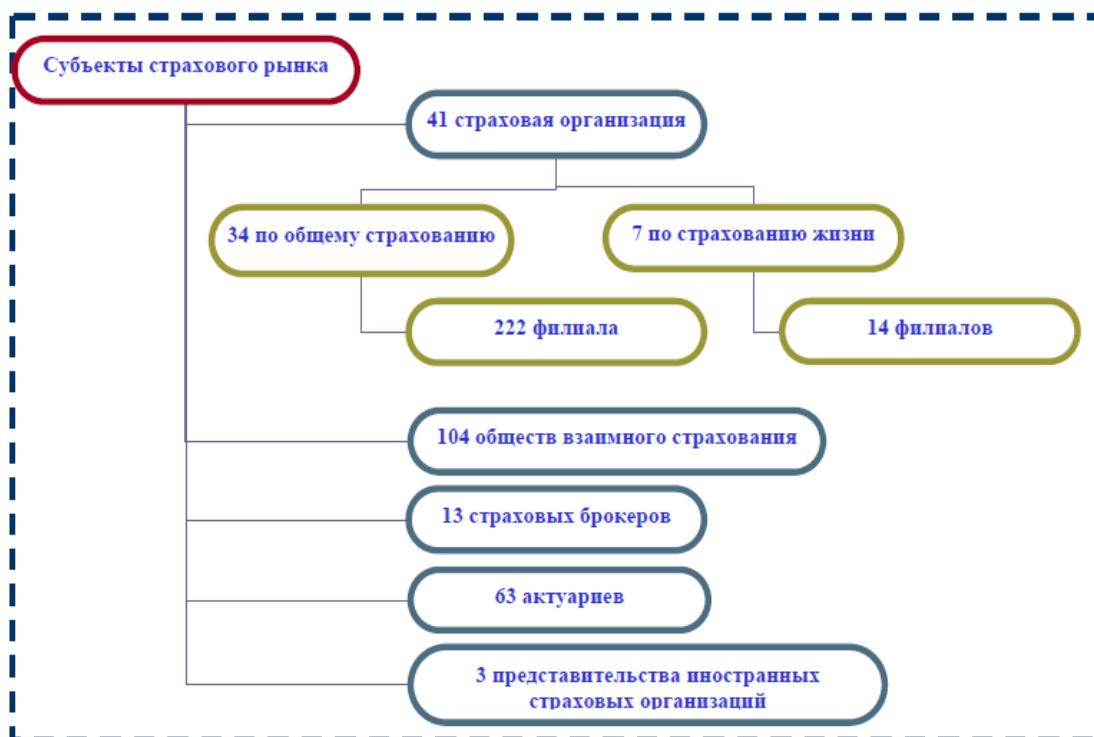 Субъекты страхового рынка
41 страховая организация
34 по общему страхованию
7 по страхованию жизни
222 филиала
14 филиалов
104 обществ взаимного страхования
13 страховых брокеров
63 актуариев
3 представительства иностранных
страховых организаций